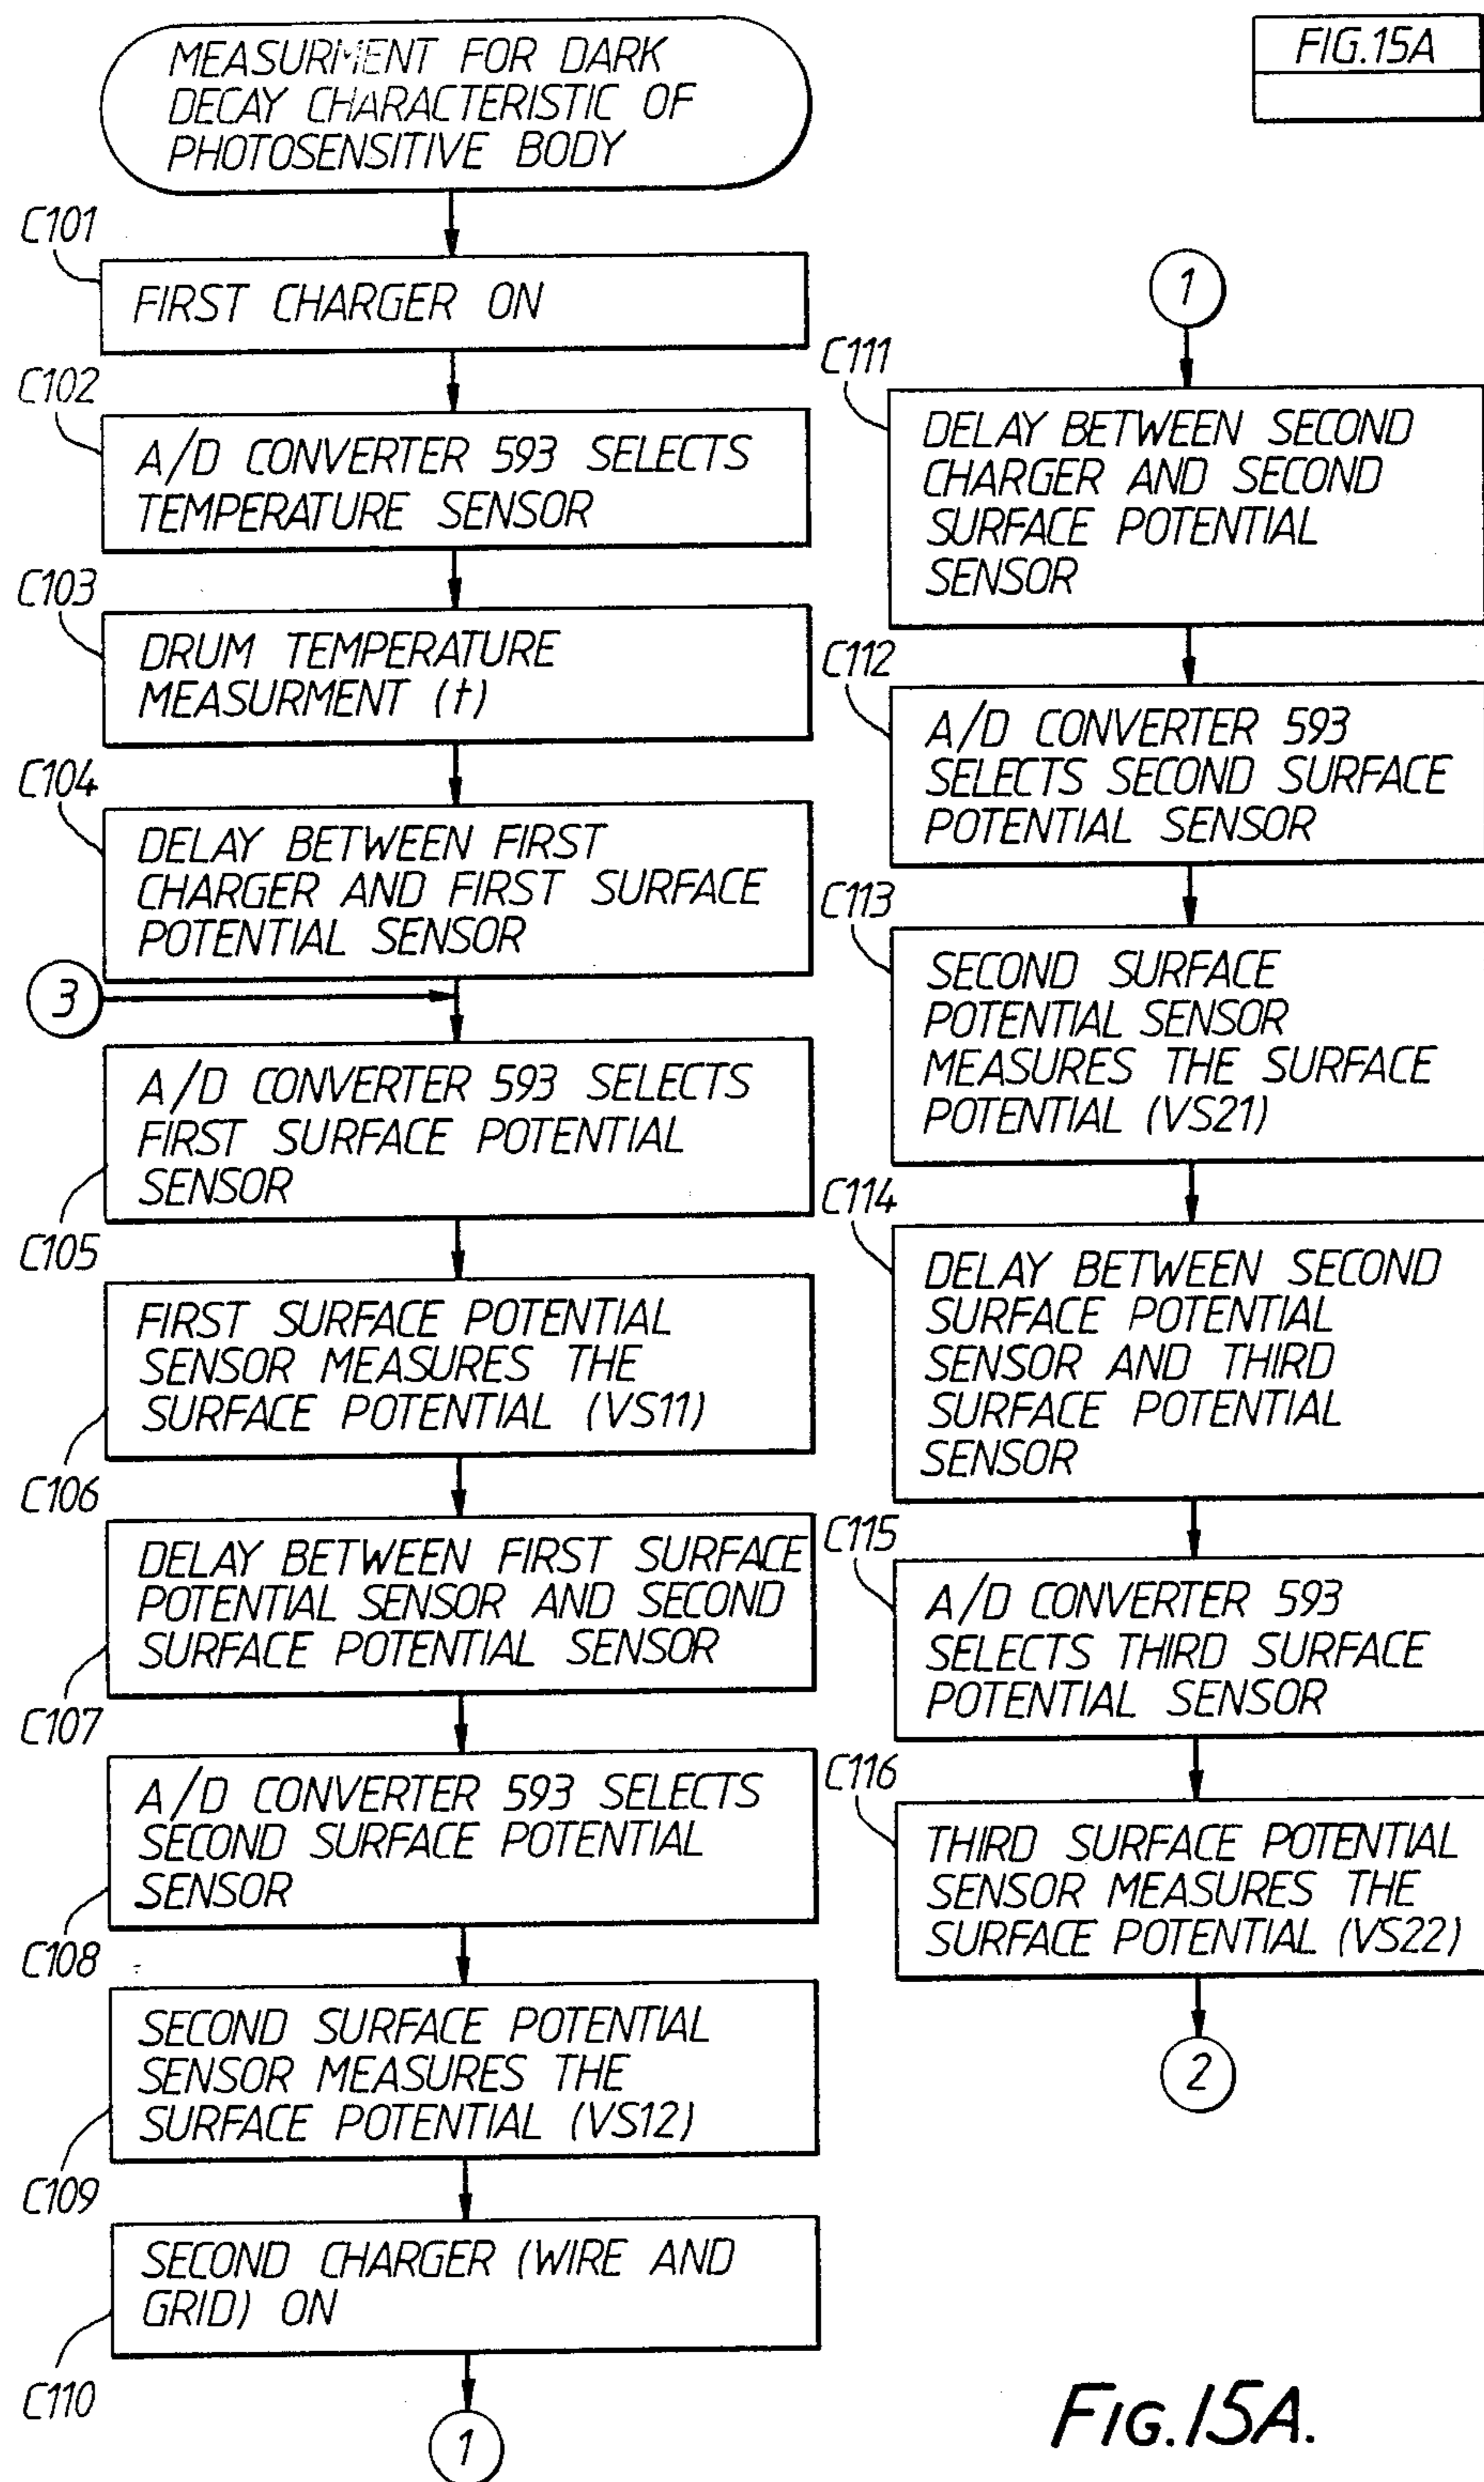 FIG.15A
MEASURMENT FOR DARK
DECAY CHARACTERISTIC OF
PHOTOSENSITIVE BODY
C101
FIRST CHARGER ON
C102
A/D CONVERTER 593 SELECTS
TEMPERATURE SENSOR
C103
DRUM TEMPERATURE
MEASURMENT (t)
C104
DELAY BETWEEN FIRST
CHARGER AND FIRST SURFACE
POTENTIAL SENSOR
3
A/D CONVERTER 593 SELECTS
FIRST SURFACE POTENTIAL
SENSOR
C105
FIRST SURFACE POTENTIAL
SENSOR MEASURES THE
SURFACE POTENTIAL (VS11)
C106
DELAY BETWEEN FIRST SURFACE
POTENTIAL SENSOR AND SECOND
SURFACE POTENTIAL SENSOR
C107
A/D CONVERTER 593 SELECTS
SECOND SURFACE POTENTIAL
SENSOR
C108
SECOND SURFACE POTENTIAL
SENSOR MEASURES THE
SURFACE POTENTIAL (VS12)
C109
SECOND CHARGER (WIRE AND
GRID) ON
C110
1
1
C111
DELAY BETWEEN SECOND
CHARGER AND SECOND
SURFACE POTENTIAL
SENSOR
C112
A/D CONVERTER 593
SELECTS SECOND SURFACE
POTENTIAL SENSOR
C113
SECOND SURFACE
POTENTIAL SENSOR
MEASURES THE SURFACE
POTENTIAL (VS21)
C114
DELAY BETWEEN SECOND
SURFACE POTENTIAL
SENSOR AND THIRD
SURFACE POTENTIAL
SENSOR
C115
A/D CONVERTER 593
SELECTS THIRD SURFACE
POTENTIAL SENSOR
C116
THIRD SURFACE POTENTIAL
SENSOR MEASURES THE
SURFACE POTENTIAL (VS22)
2
FIG.15A.